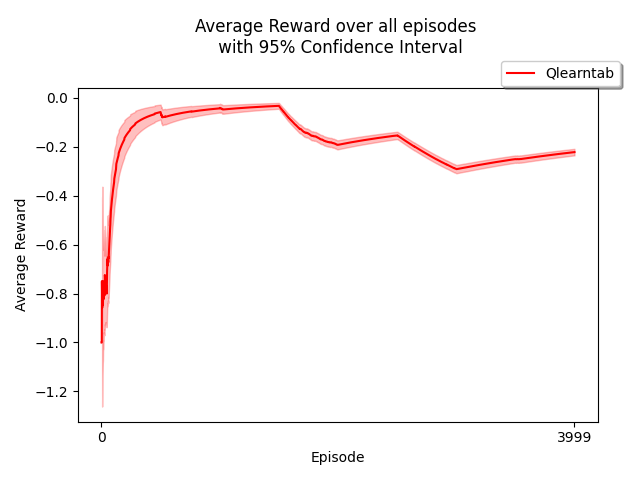 Average Reward over all episodes
with 95% Confidence Interval
Qlearntab
0.0
−0.2
−0.4
−0.6
−0.8
−1.0
−1.2
Average Reward
0
3999
Episode